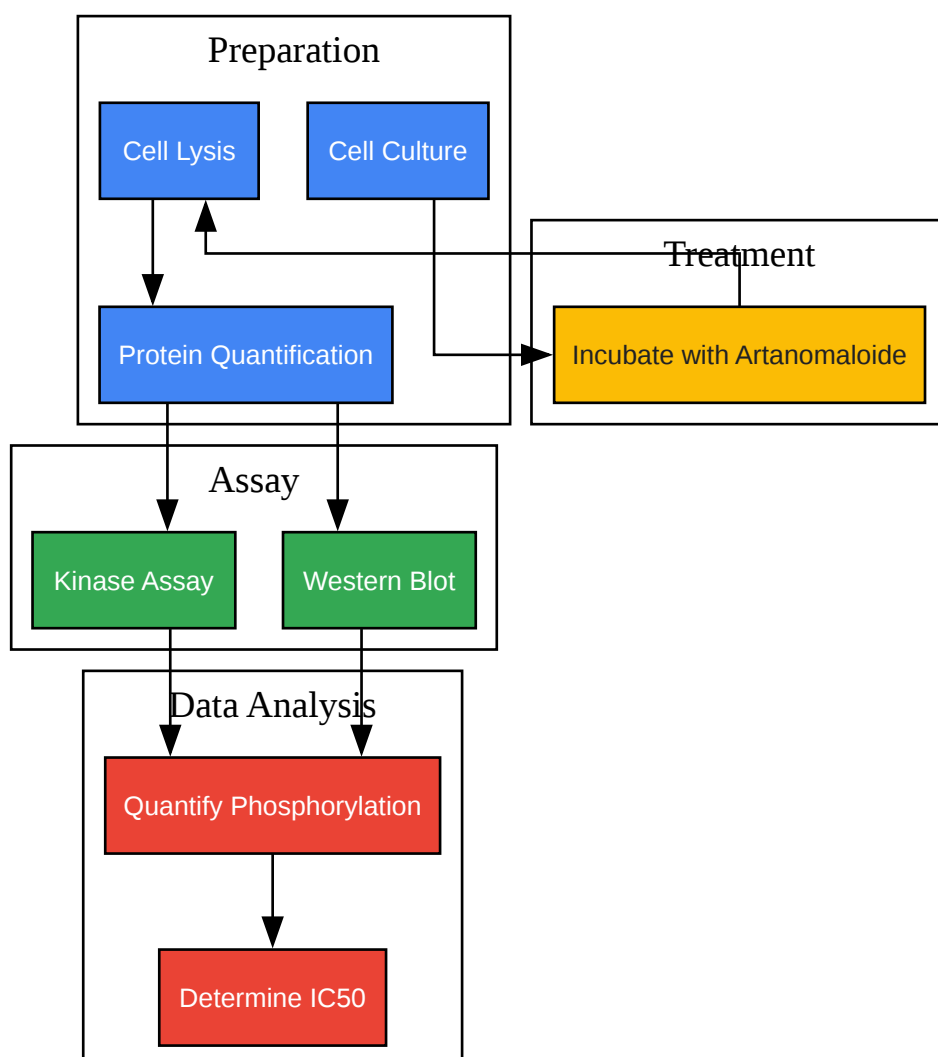 Preparation
Cell Lysis
Cell Culture
Treatment
Protein Quantification
Incubate with Artanomaloide
Assay
Kinase Assay
Western Blot
Data Analysis
Quantify Phosphorylation
Determine IC50